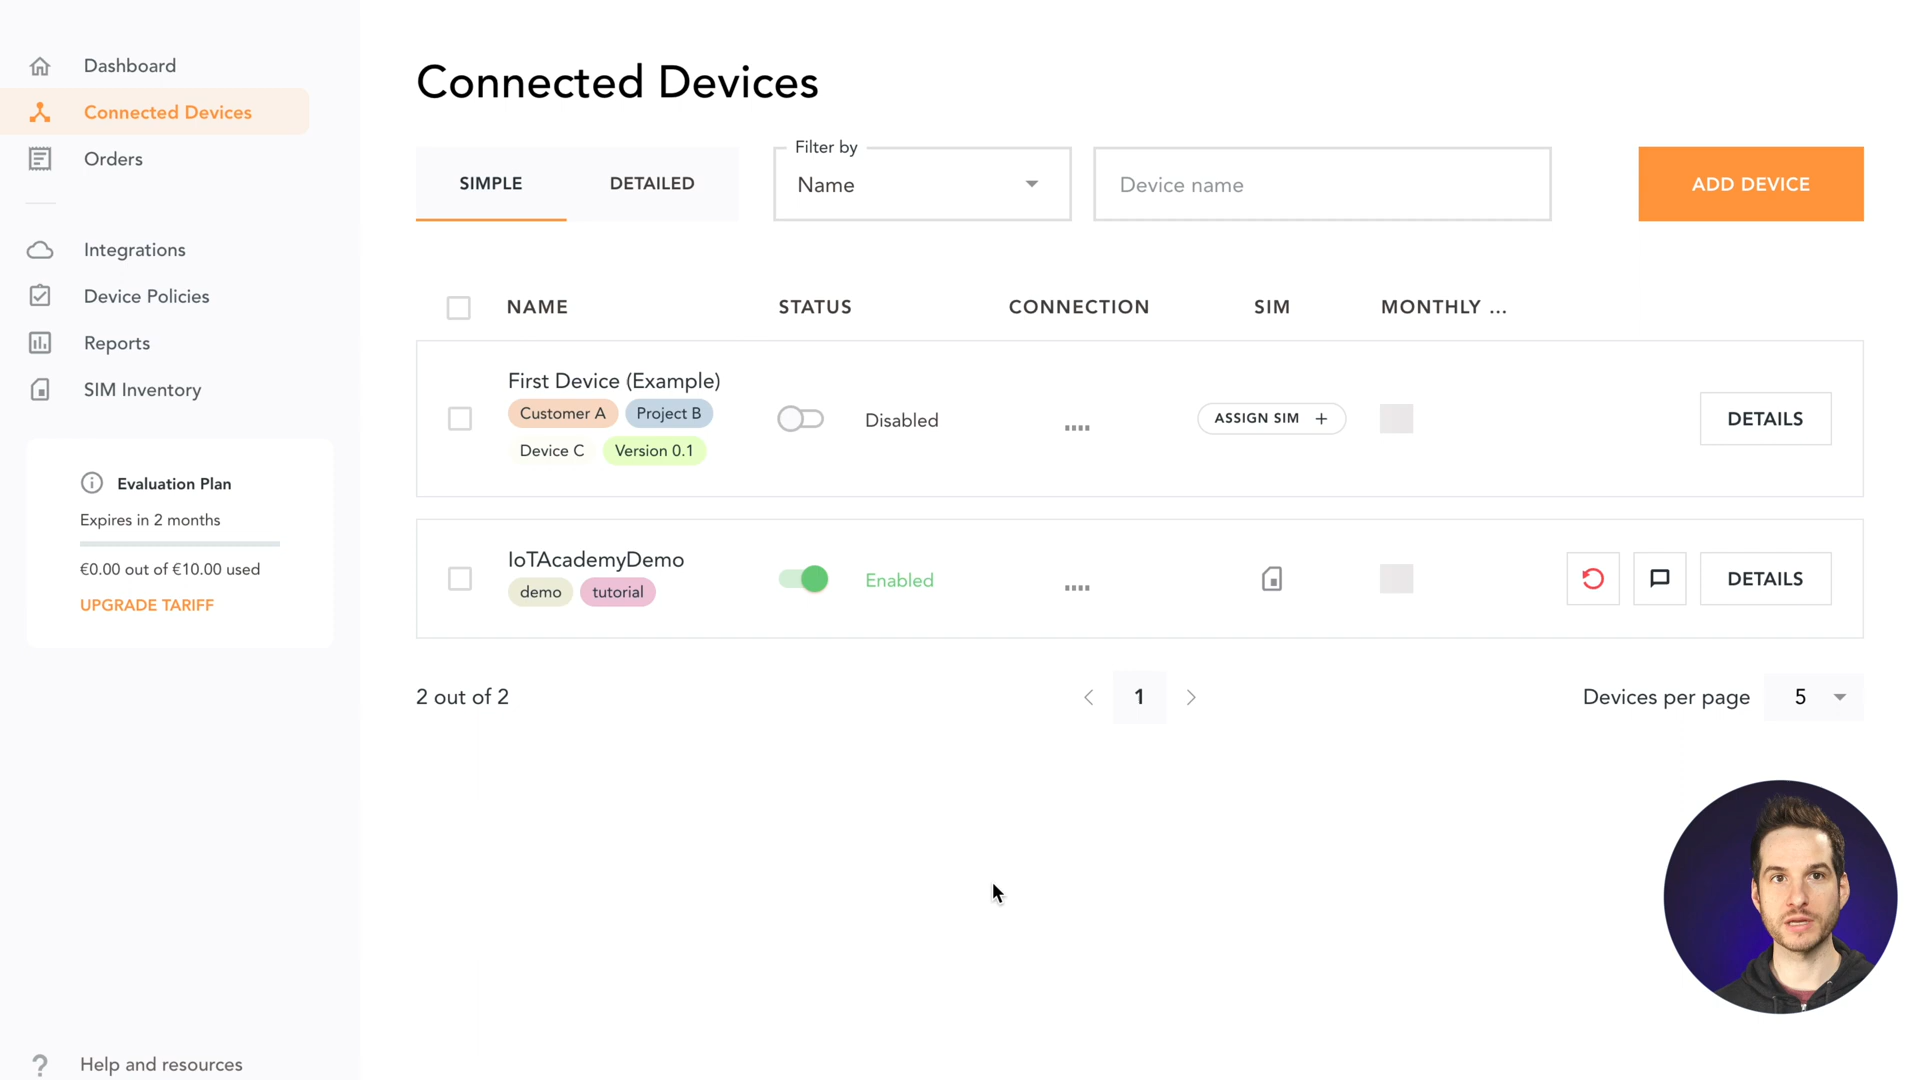 Dashboard
Connected Devices
Orders
Integrations
Device Policies
Reports
SIM Inventory
Evaluation Plan
Expires in 2 months
€0.00 out of €10.00 used
UPGRADE TARIFF
Help and resources
Connected Devices
SIMPLE
DETAILED
Filter by
Name
Device name
ADD DEVICE
NAME
STATUS
CONNECTION
SIM
MONTHLY ...
First Device (Example)
Customer A
Project B
Device C
Version 0.1
Disabled
ASSIGN SIM +
DETAILS
IoTAcademyDemo
demo
tutorial
Enabled
DETAILS
2 out of 2
1
Devices per page
5